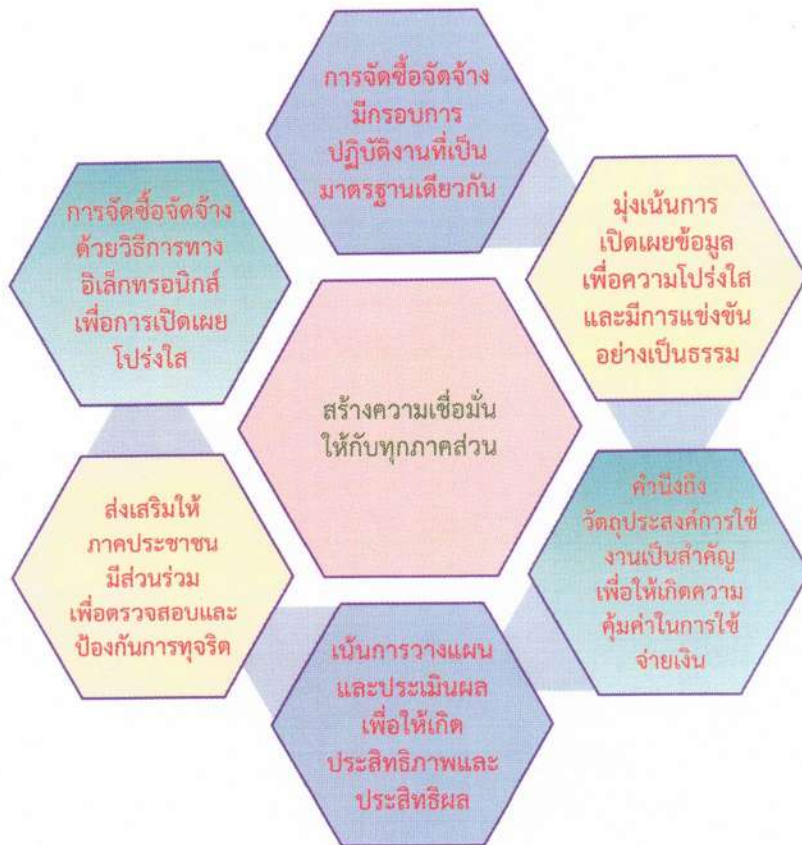 การจัดซื้อจัดจ้าง
มีกรอบการ
ปฏิบัติงานที่เป็น
มาตรฐานเดียวกัน
มุ่งเน้นการ
เปิดเผยข้อมูล
เพื่อความโปร่งใส
และมีการแข่งขัน
อย่างเป็นธรรม
คำนึงถึง
วัตถุประสงค์การใช้
งานเป็นสำคัญ
เพื่อให้เกิดความ
คุ้มค่าในการใช้
จ่ายเงิน
เน้นการวางแผน
และประเมินผล
เพื่อให้เกิด
ประสิทธิภาพและ
ประสิทธิผล
ส่งเสริมให้
ภาคประชาชน
มีส่วนร่วม
เพื่อตรวจสอบและ
ป้องกันการทุจริต
การจัดซื้อจัดจ้าง
ด้วยวิธีการทาง
อิเล็กทรอนิกส์
เพื่อการเปิดเผย
โปร่งใส
สร้างความเชื่อมั่น
ให้กับทุกภาคส่วน